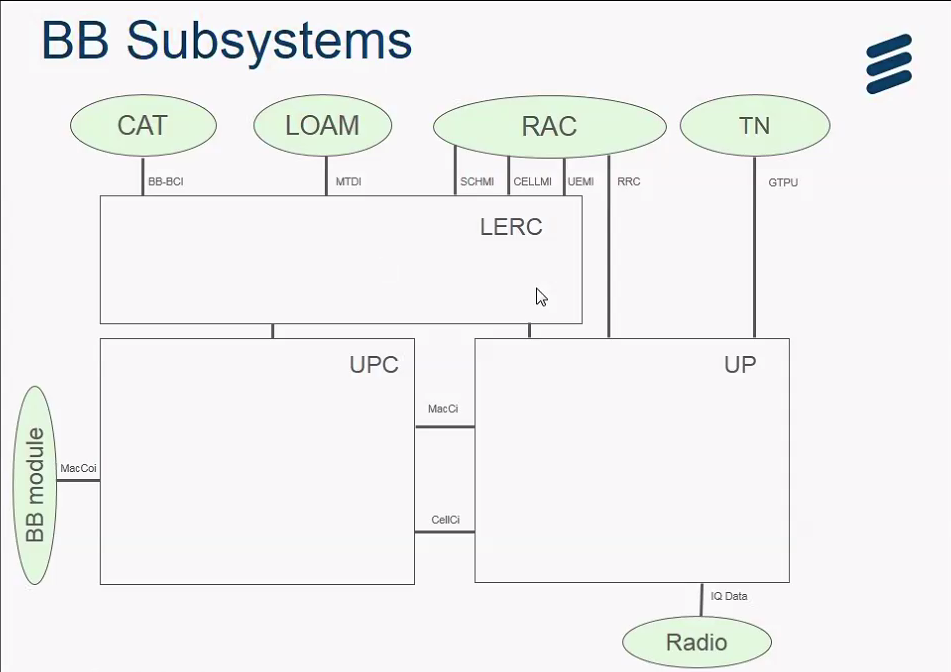 BB Subsystems
CAT
LOAM
RAC
TN
BB-BCI
MTDI
SCHMI
CELLMI
UEMI
RRC
GTPU
LERC
UPC
UP
MacCi
BB module
MacCoi
CellCi
IQ Data
Radio